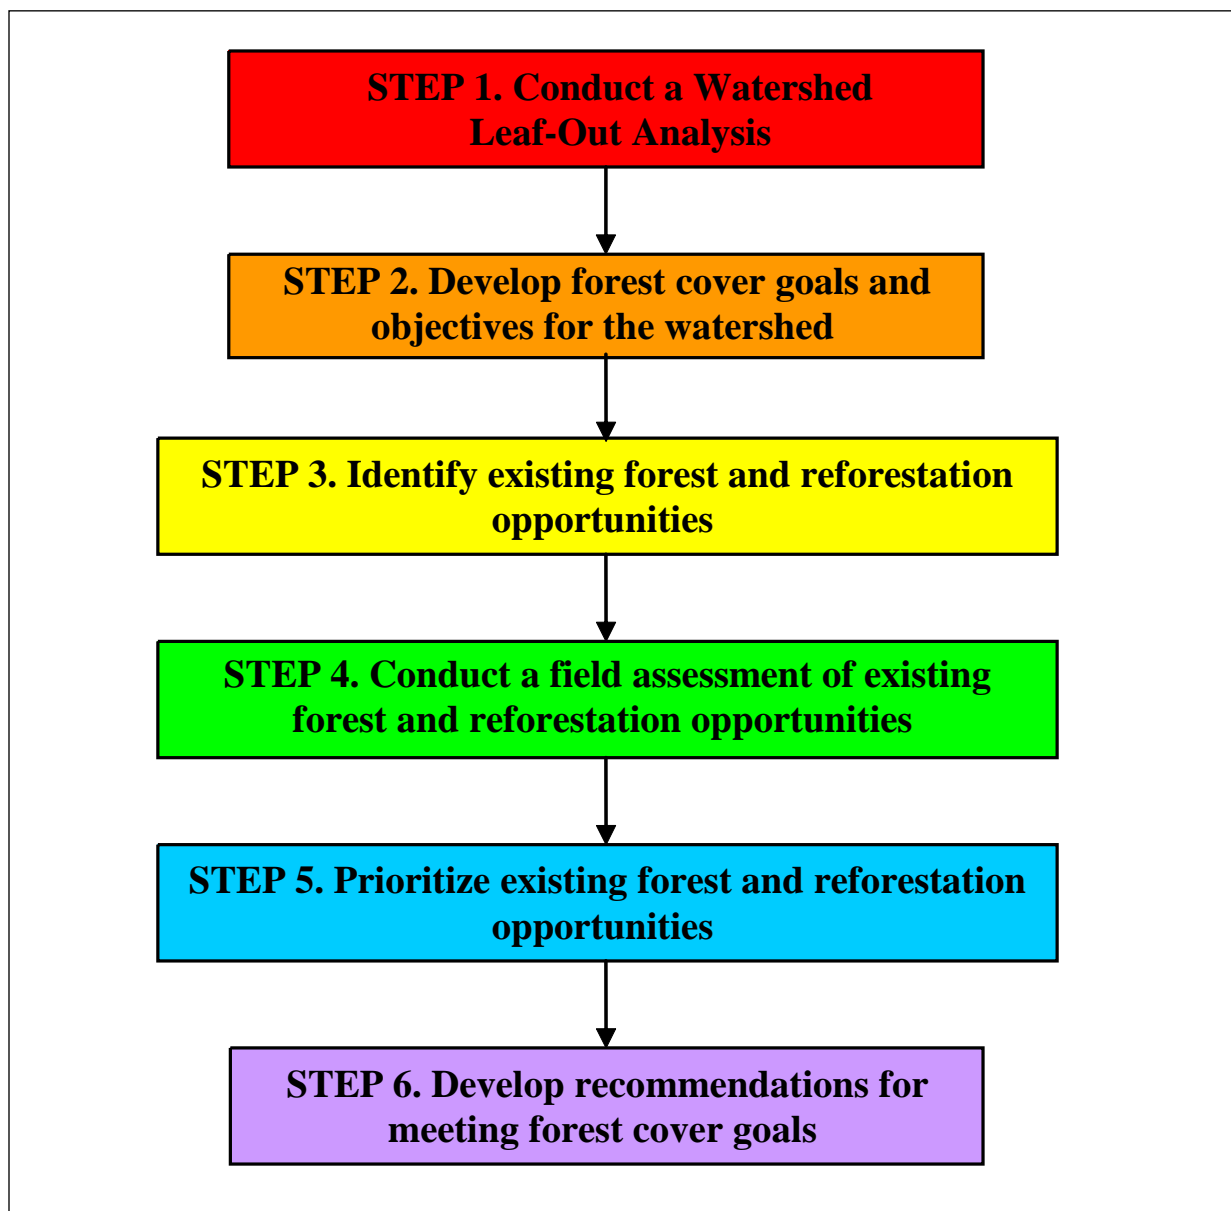 STEP 1. Conduct a Watershed
Leaf-Out Analysis
STEP 2. Develop forest cover goals and
objectives for the watershed
STEP 3. Identify existing forest and reforestation
opportunities
STEP 4. Conduct a field assessment of existing
forest and reforestation opportunities
STEP 5. Prioritize existing forest and reforestation
opportunities
STEP 6. Develop recommendations for
meeting forest cover goals